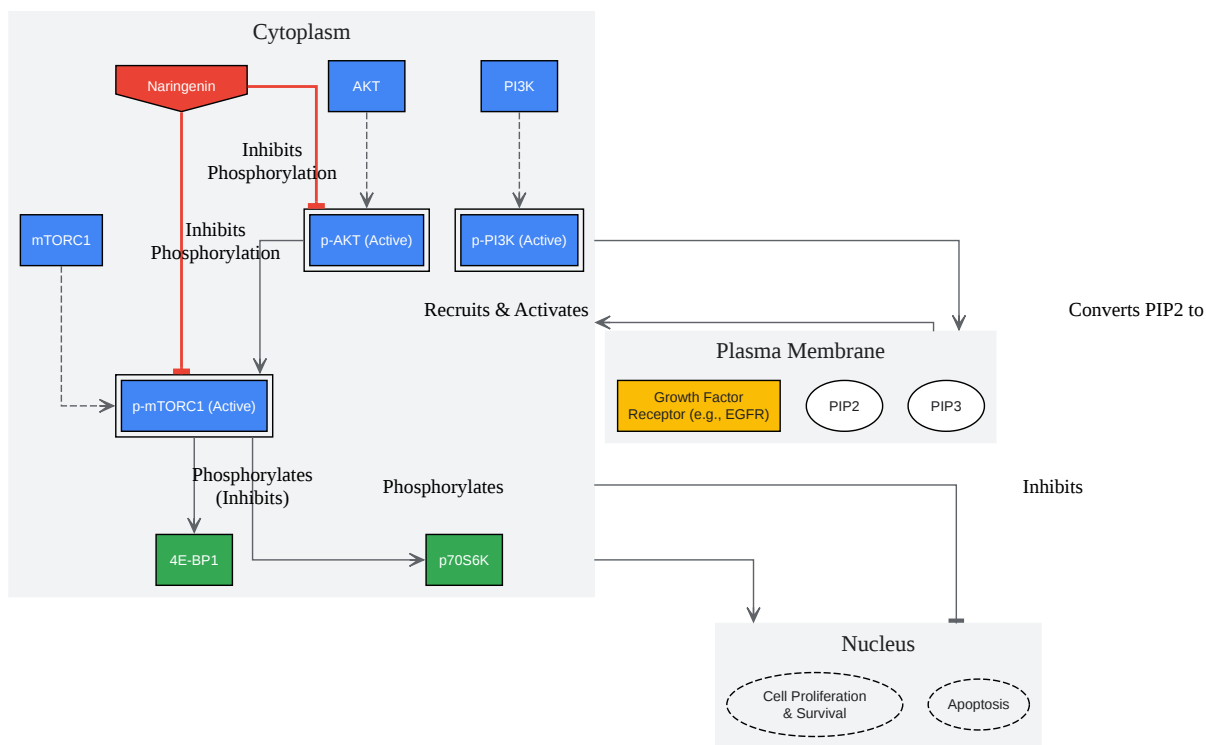 Cytoplasm
Naringenin
AKT
PI3K
Inhibits
Phosphorylation
mTORC1
Inhibits
Phosphorylation
p-AKT (Active)
p-PI3K (Active)
Recruits & Activates
Converts PIP2 to
Plasma Membrane
Growth Factor
Receptor (e.g., EGFR)
PIP2
PIP3
p-mTORC1 (Active)
Phosphorylates
(Inhibits)
Phosphorylates
Inhibits
4E-BP1
p70S6K
Nucleus
Cell Proliferation
& Survival
Apoptosis